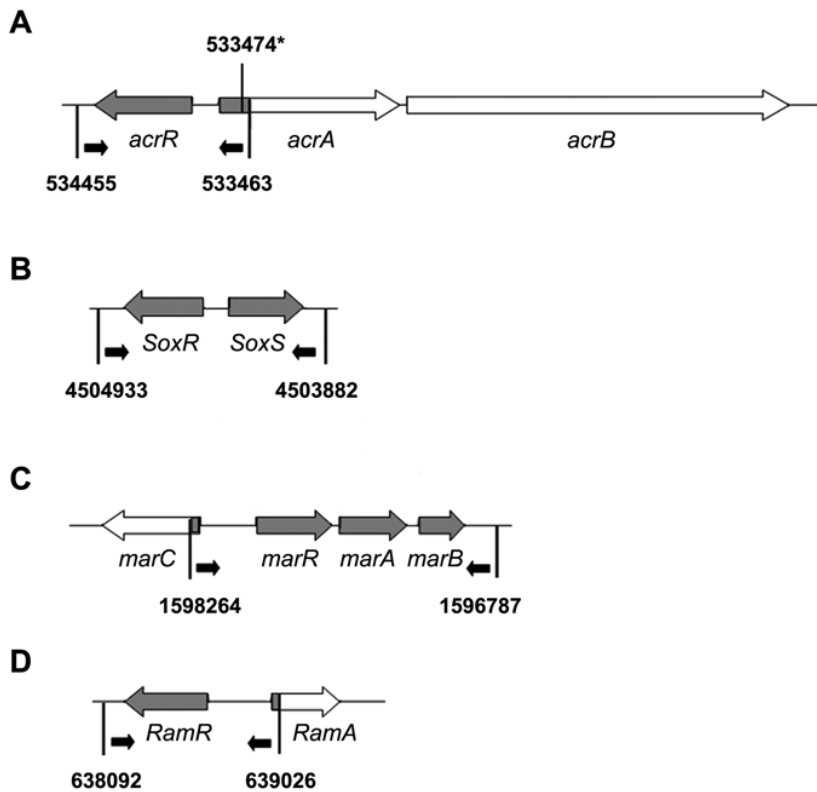 A
533474*
acrR acrA acrB
534455 533463
B
SoxR SoxS
4504933 4503882
C
marC marR marA marB
1598264 1596787
D
RamR RamA
638092 639026